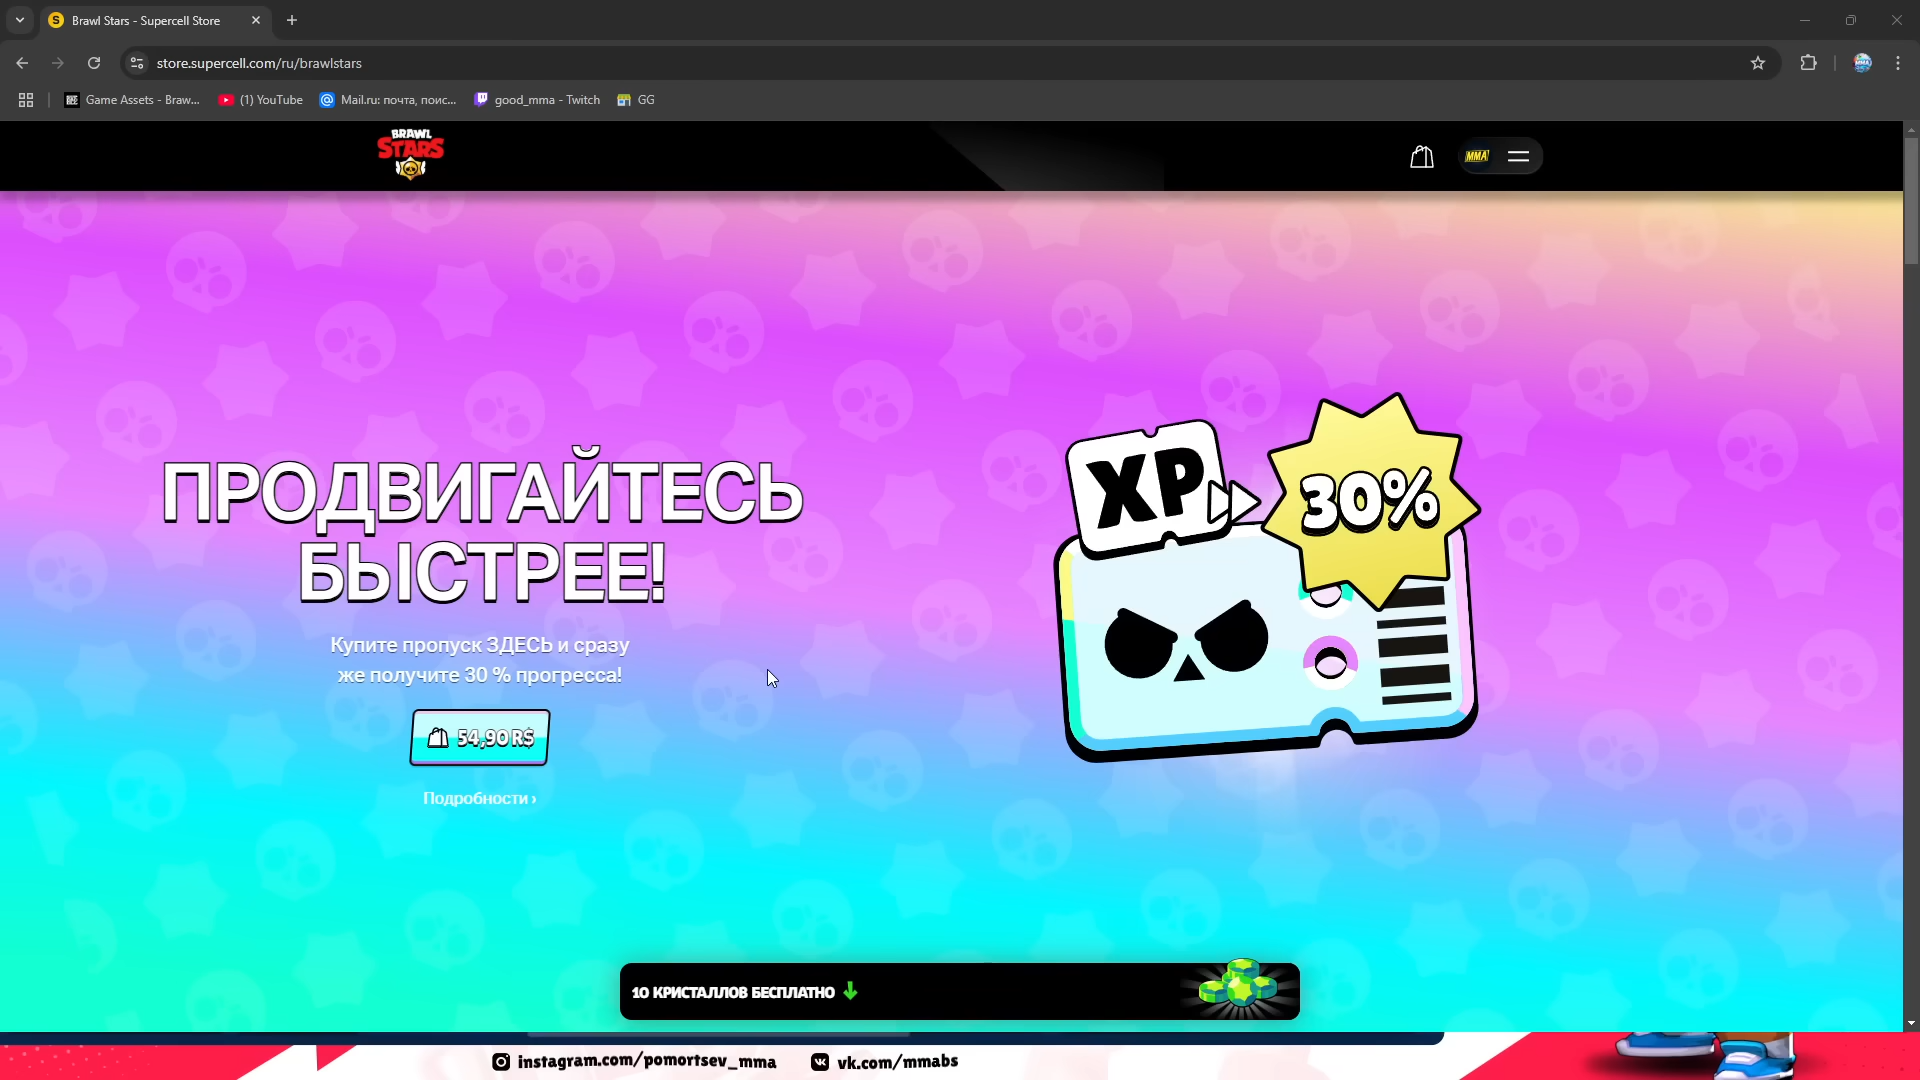 Brawl Stars - Supercell Store
store.supercell.com/ru/brawlstars
Game Assets - Braw...
(1) YouTube
Mail.ru: почта, поис...
good_mma - Twitch
GG
BRAWL
STARS
MMA
ПРОДВИГАЙТЕСЬ
БЫСТРЕЕ!
Купите пропуск ЗДЕСЬ и сразу
же получите 30 % прогресса!
54,90 R$
Подробности ›
XP
30%
10 КРИСТАЛЛОВ БЕСПЛАТНО
instagram.com/pomortsev_mma
vk.com/mmabs